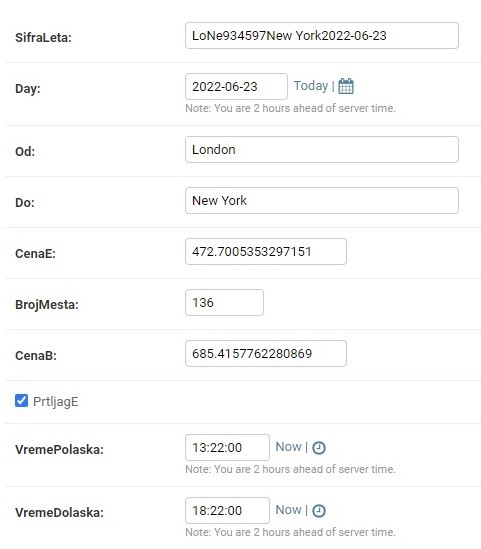 SifraLeta: LoNe934597New York2022-06-23
Day: 2022-06-23 Today |
Note: You are 2 hours ahead of server time.
Od: London
Do: New York
CenaE: 472.7005353297151
BrojMesta: 136
CenaB: 685.4157762280869
PrtljagE
VremePolaska: 13:22:00 Now |
Note: You are 2 hours ahead of server time.
VremeDolaska: 18:22:00 Now |
Note: You are 2 hours ahead of server time.